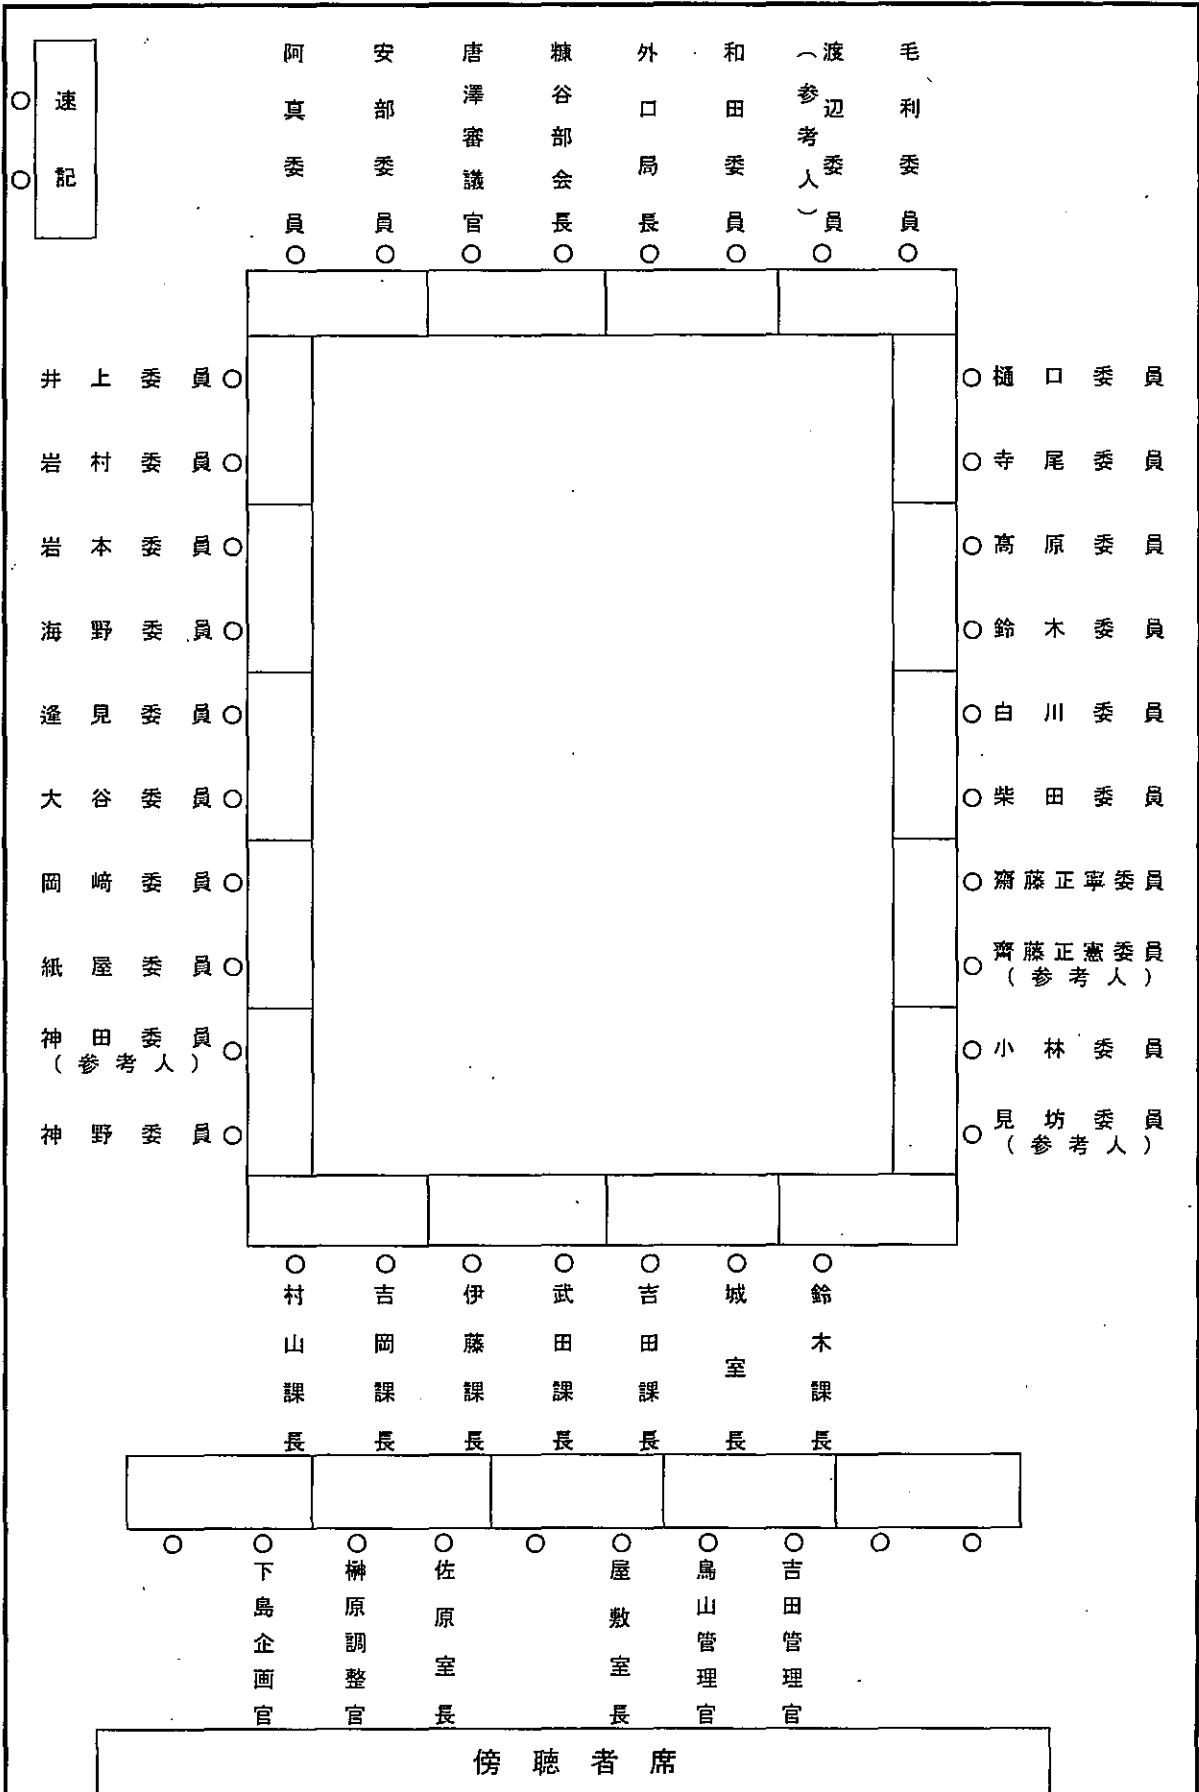 速記
阿真委員
安部委員
唐澤審議官
糠谷部会長
外口局長
和田委員
渡辺委員
(参考人)
毛利委員
井上委員
岩村委員
岩本委員
海野委員
逢見委員
大谷委員
岡﨑委員
紙屋委員
神田委員
(参考人)
神野委員
樋口委員
寺尾委員
髙原委員
鈴木委員
白川委員
柴田委員
齋藤正寧委員
齊藤正憲委員
(参考人)
小林委員
見坊委員
(参考人)
村山課長
吉岡課長
伊藤課長
武田課長
吉田課長
城室長
鈴木課長
下島企画官
榊原調整官
佐原室長
屋敷室長
鳥山管理官
吉田管理官
傍聴者席